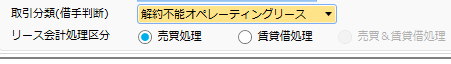 取引分類(借手判断) 解約不能オペレーティングリース
リース会計処理区分 売買処理 賃貸借処理 売買＆賃貸借処理